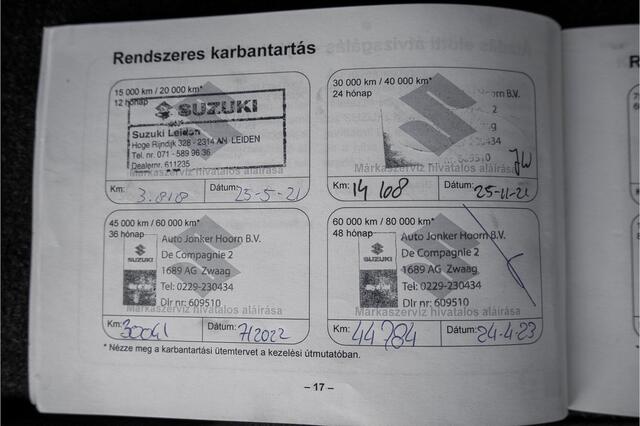 Rendszeres karbantartás
15 000 km / 20 000 km*
12 hónap
SUZUKI
Suzuki Leiden
Hoge Rijndijk 328 - 2314 AN LEIDEN
Tel. nr. 071 - 589 96 36
Dealernr. 611235
Márkaszerviz hivatalos aláírása
Km: 3.818
Dátum: 25-5-21
30 000 km / 40 000 km*
24 hónap
Hoorn B.V.
2
Zwaag
230434
609510
Márkaszerviz hivatalos aláírása
Km: 14 108
Dátum: 25-11-21
45 000 km / 60 000 km*
36 hónap
SUZUKI
Auto Jonker Hoorn B.V.
De Compagnie 2
1689 AG Zwaag
Tel: 0229-230434
Dlr nr: 609510
Márkaszerviz hivatalos aláírása
Km: 30041
Dátum: 7/2022
60 000 km / 80 000 km*
48 hónap
SUZUKI
Auto Jonker Hoorn B.V.
De Compagnie 2
1689 AG Zwaag
Tel: 0229-230434
Dlr nr: 609510
Márkaszerviz hivatalos aláírása
Km: 44784
Dátum: 24-4-23
* Nézze meg a karbantartási ütemtervet a kezelési útmutatóban.
– 17 –